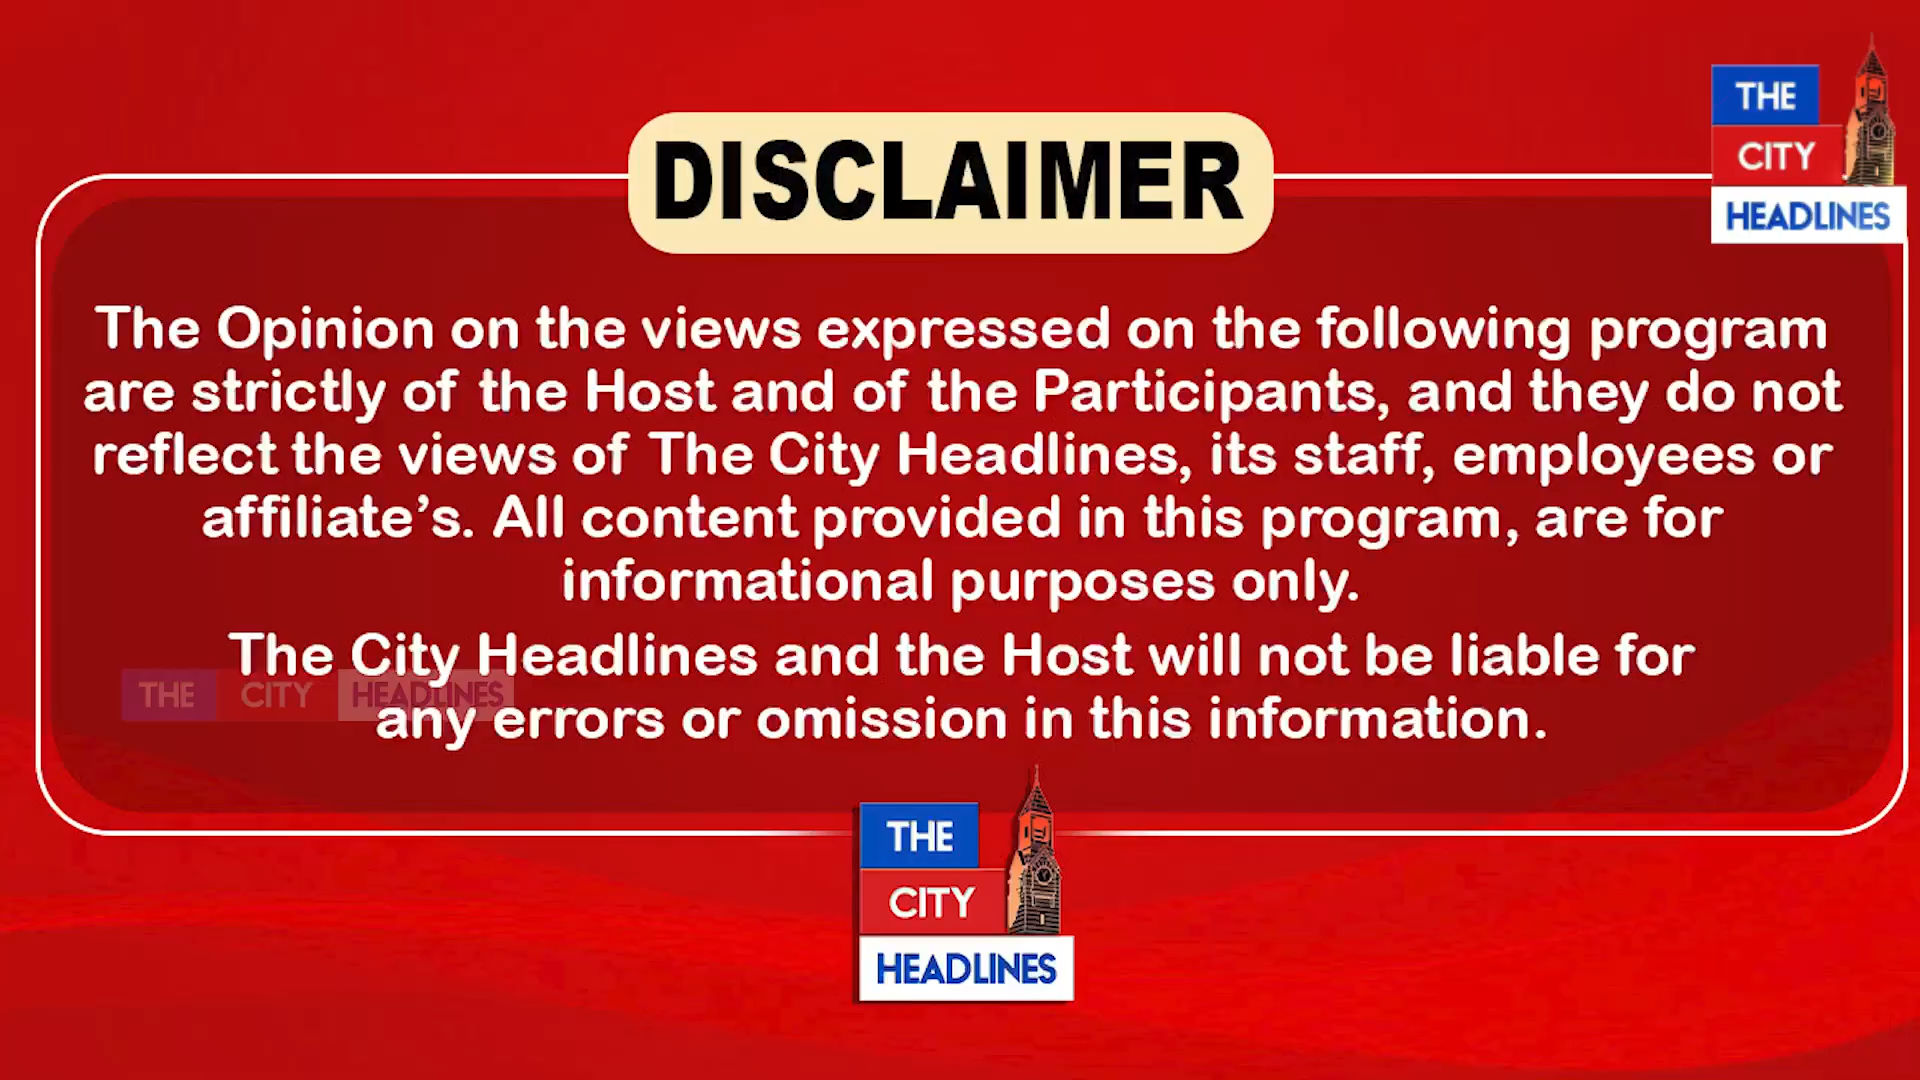 DISCLAIMER
THE
CITY
HEADLINES
The Opinion on the views expressed on the following program
are strictly of the Host and of the Participants, and they do not
reflect the views of The City Headlines, its staff, employees or
affiliate’s. All content provided in this program, are for
informational purposes only.
The City Headlines and the Host will not be liable for
THE CITY HEADLINES
any errors or omission in this information.
THE
CITY
HEADLINES